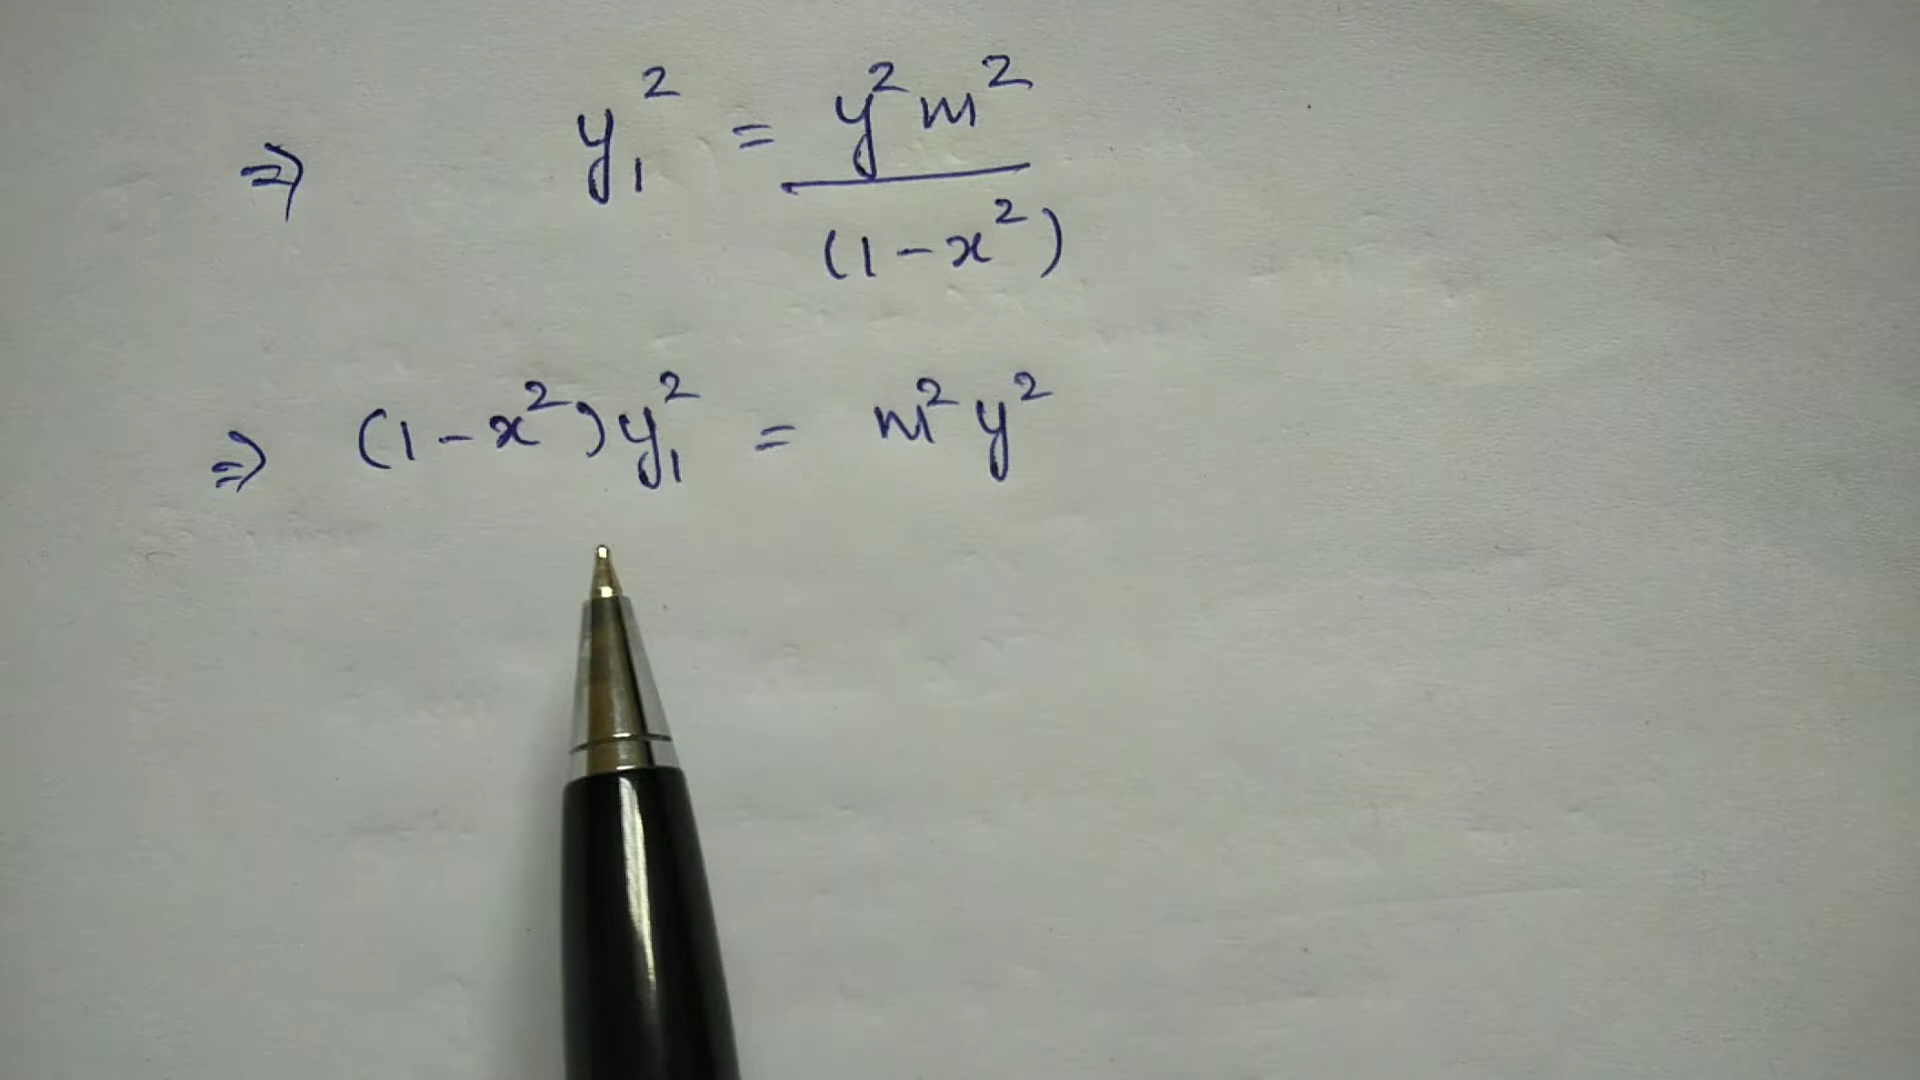 ⇒ y₁² = y²m² / (1-x²)
⇒ (1-x²)y₁² = m²y²